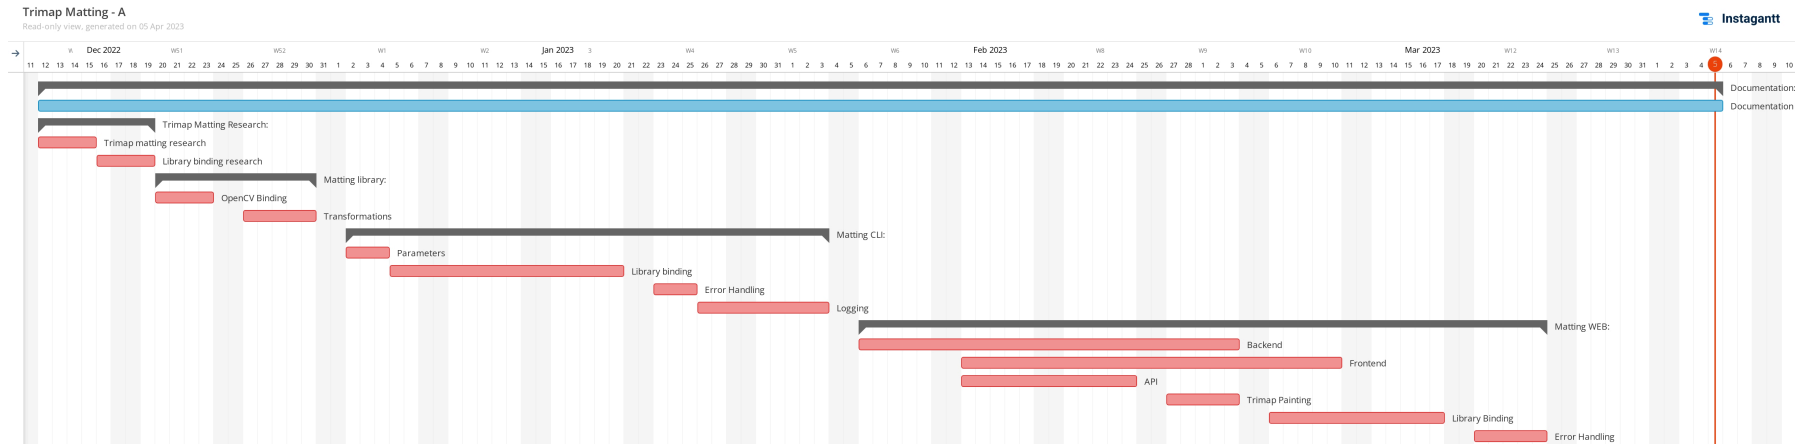 Trimap Matting - A
Read-only view, generated on 05 Apr 2023
Instagantt
W Dec 2022 W51 W52 W1 W2 Jan 2023 3 W4 W5 W6 Feb 2023 W8 W9 W10 Mar 2023 W12 W13 W14
11 12 13 14 15 16 17 18 19 20 21 22 23 24 25 26 27 28 29 30 31 1 2 3 4 5 6 7 8 9 10 11 12 13 14 15 16 17 18 19 20 21 22 23 24 25 26 27 28 29 30 31 1 2 3 4 5 6 7 8 9 10 11 12 13 14 15 16 17 18 19 20 21 22 23 24 25 26 27 28 1 2 3 4 5 6 7 8 9 10 11 12 13 14 15 16 17 18 19 20 21 22 23 24 25 26 27 28 29 30 31 1 2 3 4 5 6 7 8 9 10
Documentation:
Documentation
Trimap Matting Research:
Trimap matting research
Library binding research
Matting library:
OpenCV Binding
Transformations
Matting CLI:
Parameters
Library binding
Error Handling
Logging
Matting WEB:
Backend
Frontend
API
Trimap Painting
Library Binding
Error Handling